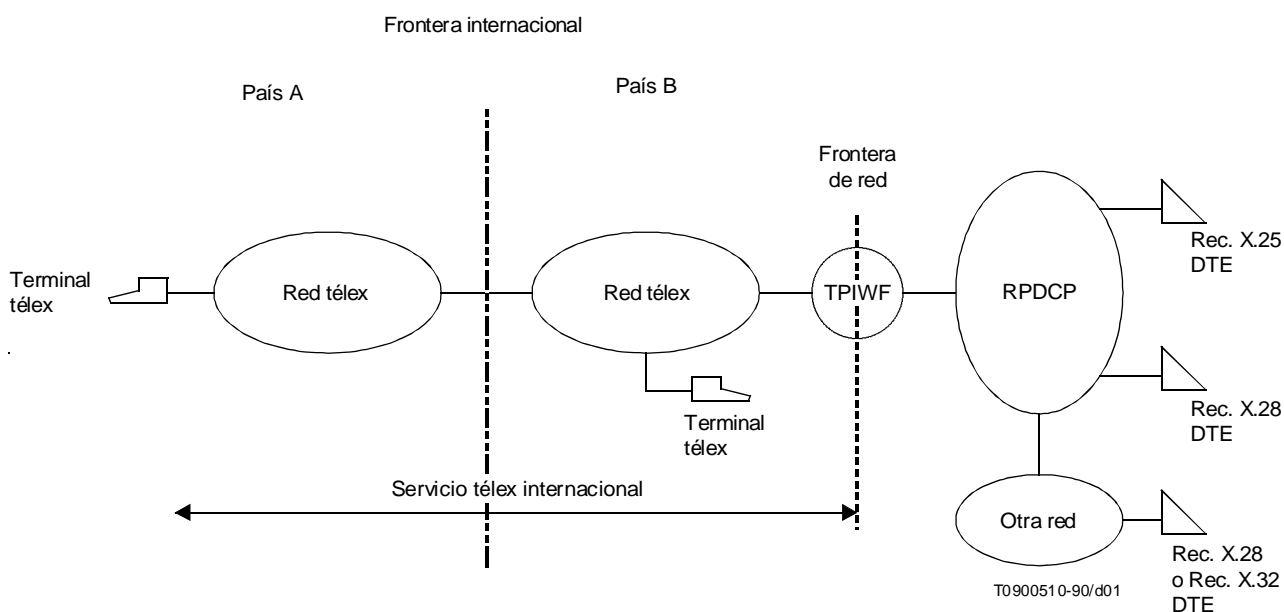 Frontera internacional
País A
País B
Frontera
de red
Terminal
télex
Red télex
Red télex
TPIWF
RPDCP
Rec. X.25
DTE
Terminal
télex
Rec. X.28
DTE
Servicio télex internacional
Otra red
Rec. X.28
o Rec. X.32
DTE
T0900510-90/d01